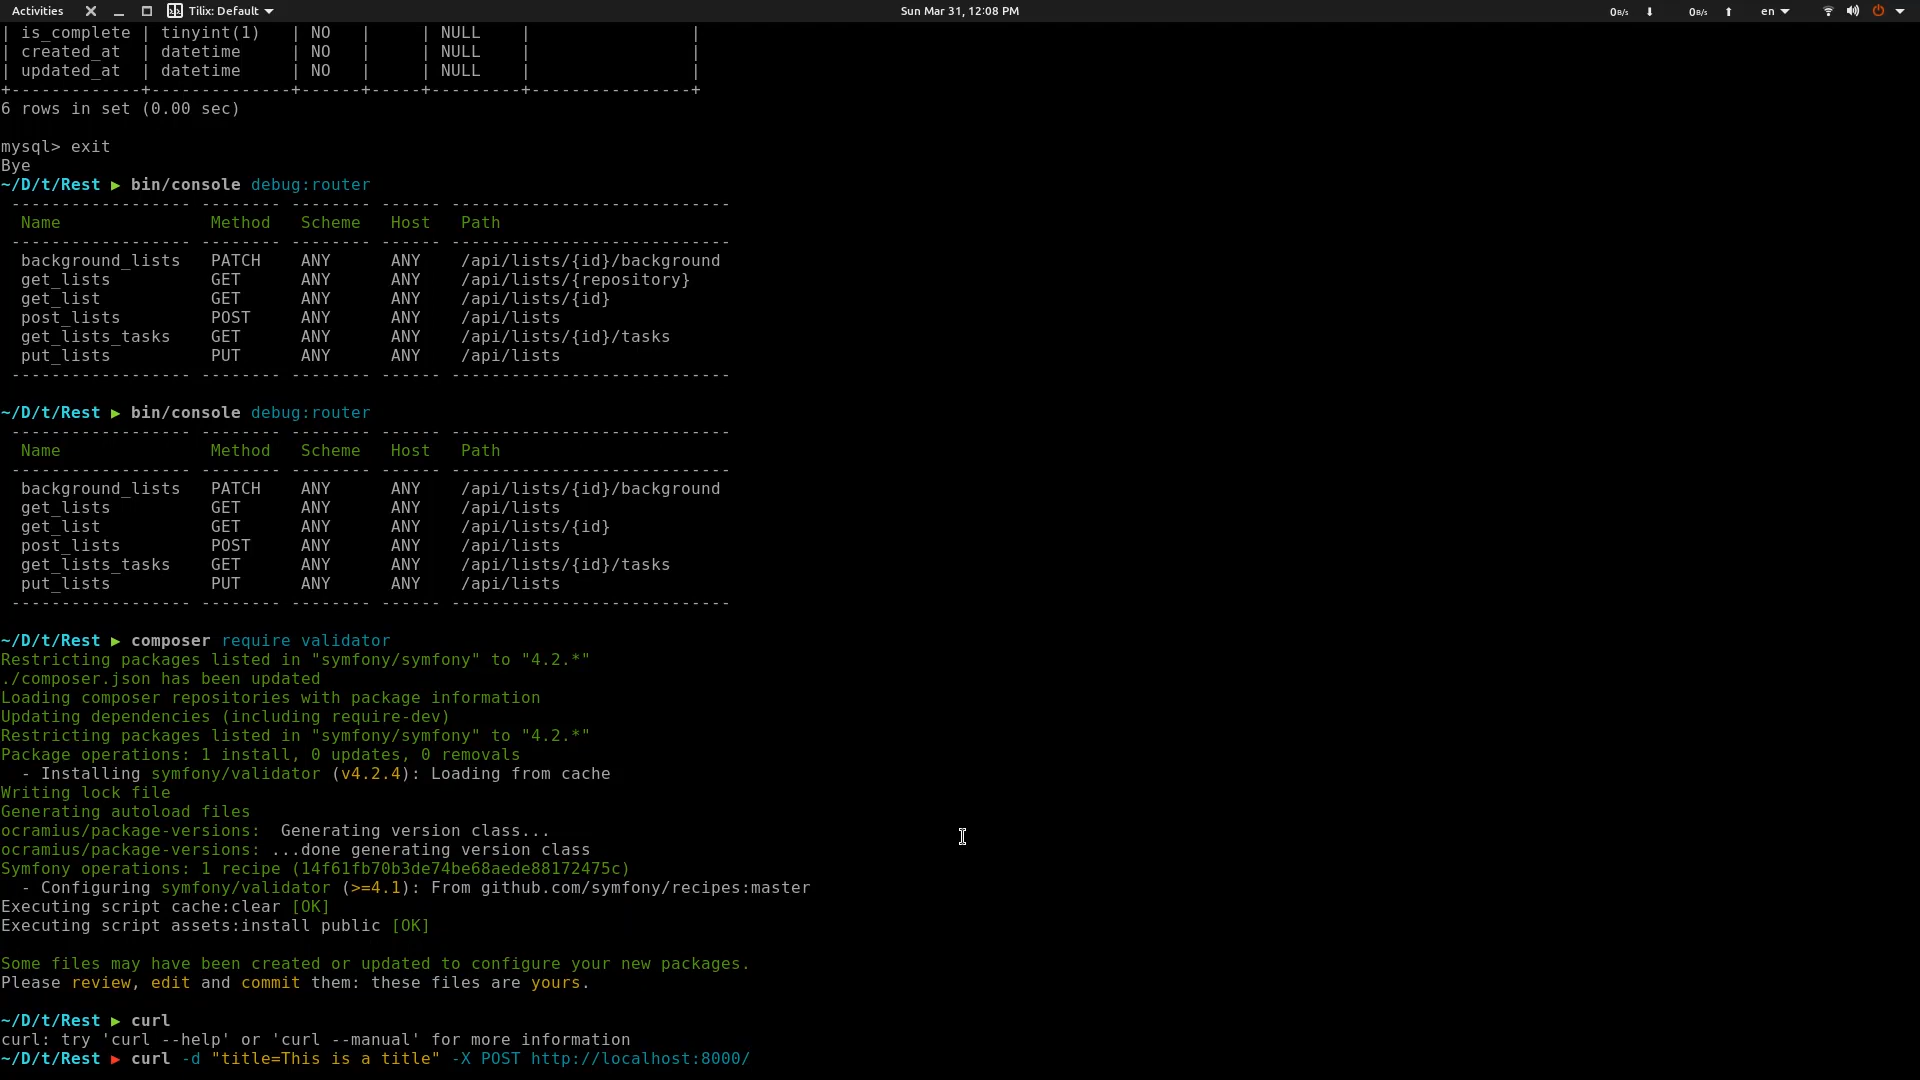 Activities Tilix: Default Sun Mar 31, 12:08 PM 0B/s 0B/s en
| is_complete | tinyint(1)   | NO   |     | NULL    |                |
| created_at  | datetime     | NO   |     | NULL    |                |
| updated_at  | datetime     | NO   |     | NULL    |                |
+-------------+--------------+------+-----+---------+----------------+
6 rows in set (0.00 sec)
mysql> exit
Bye
~/D/t/Rest ▶ bin/console debug:router
 ------------------ -------- -------- ------ ----------------------------
  Name               Method   Scheme   Host   Path
 ------------------ -------- -------- ------ ----------------------------
  background_lists   PATCH    ANY      ANY    /api/lists/{id}/background
  get_lists          GET      ANY      ANY    /api/lists/{repository}
  get_list           GET      ANY      ANY    /api/lists/{id}
  post_lists         POST     ANY      ANY    /api/lists
  get_lists_tasks    GET      ANY      ANY    /api/lists/{id}/tasks
  put_lists          PUT      ANY      ANY    /api/lists
 ------------------ -------- -------- ------ ----------------------------
~/D/t/Rest ▶ bin/console debug:router
 ------------------ -------- -------- ------ ----------------------------
  Name               Method   Scheme   Host   Path
 ------------------ -------- -------- ------ ----------------------------
  background_lists   PATCH    ANY      ANY    /api/lists/{id}/background
  get_lists          GET      ANY      ANY    /api/lists
  get_list           GET      ANY      ANY    /api/lists/{id}
  post_lists         POST     ANY      ANY    /api/lists
  get_lists_tasks    GET      ANY      ANY    /api/lists/{id}/tasks
  put_lists          PUT      ANY      ANY    /api/lists
 ------------------ -------- -------- ------ ----------------------------
~/D/t/Rest ▶ composer require validator
Restricting packages listed in "symfony/symfony" to "4.2.*"
./composer.json has been updated
Loading composer repositories with package information
Updating dependencies (including require-dev)
Restricting packages listed in "symfony/symfony" to "4.2.*"
Package operations: 1 install, 0 updates, 0 removals
  - Installing symfony/validator (v4.2.4): Loading from cache
Writing lock file
Generating autoload files
ocramius/package-versions:  Generating version class...
ocramius/package-versions: ...done generating version class
Symfony operations: 1 recipe (14f61fb70b3de74be68aede88172475c)
  - Configuring symfony/validator (>=4.1): From github.com/symfony/recipes:master
Executing script cache:clear [OK]
Executing script assets:install public [OK]
Some files may have been created or updated to configure your new packages.
Please review, edit and commit them: these files are yours.
~/D/t/Rest ▶ curl
curl: try 'curl --help' or 'curl --manual' for more information
~/D/t/Rest ▶ curl -d "title=This is a title" -X POST http://localhost:8000/